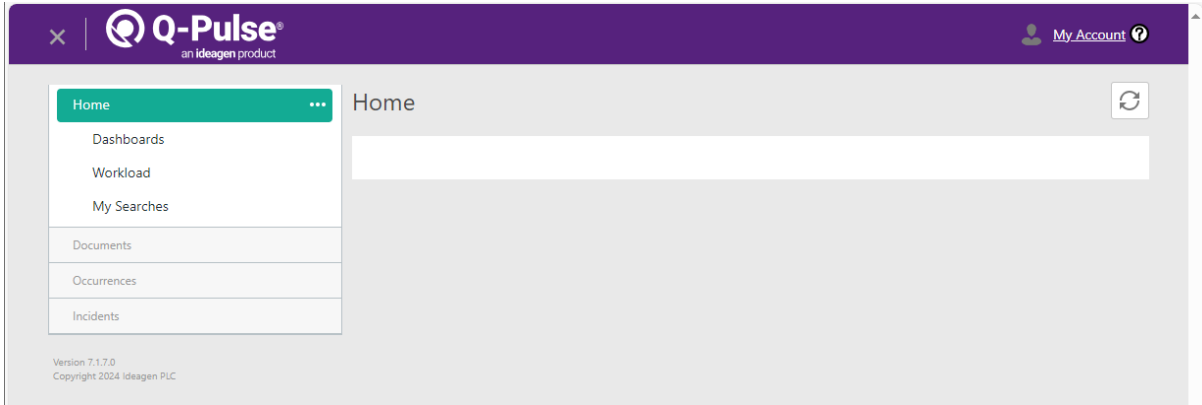 Q-Pulse®
an ideagen product
My Account ?
Home
Dashboards
Workload
My Searches
Documents
Occurrences
Incidents
Version 7.1.7.0
Copyright 2024 Ideagen PLC
Home